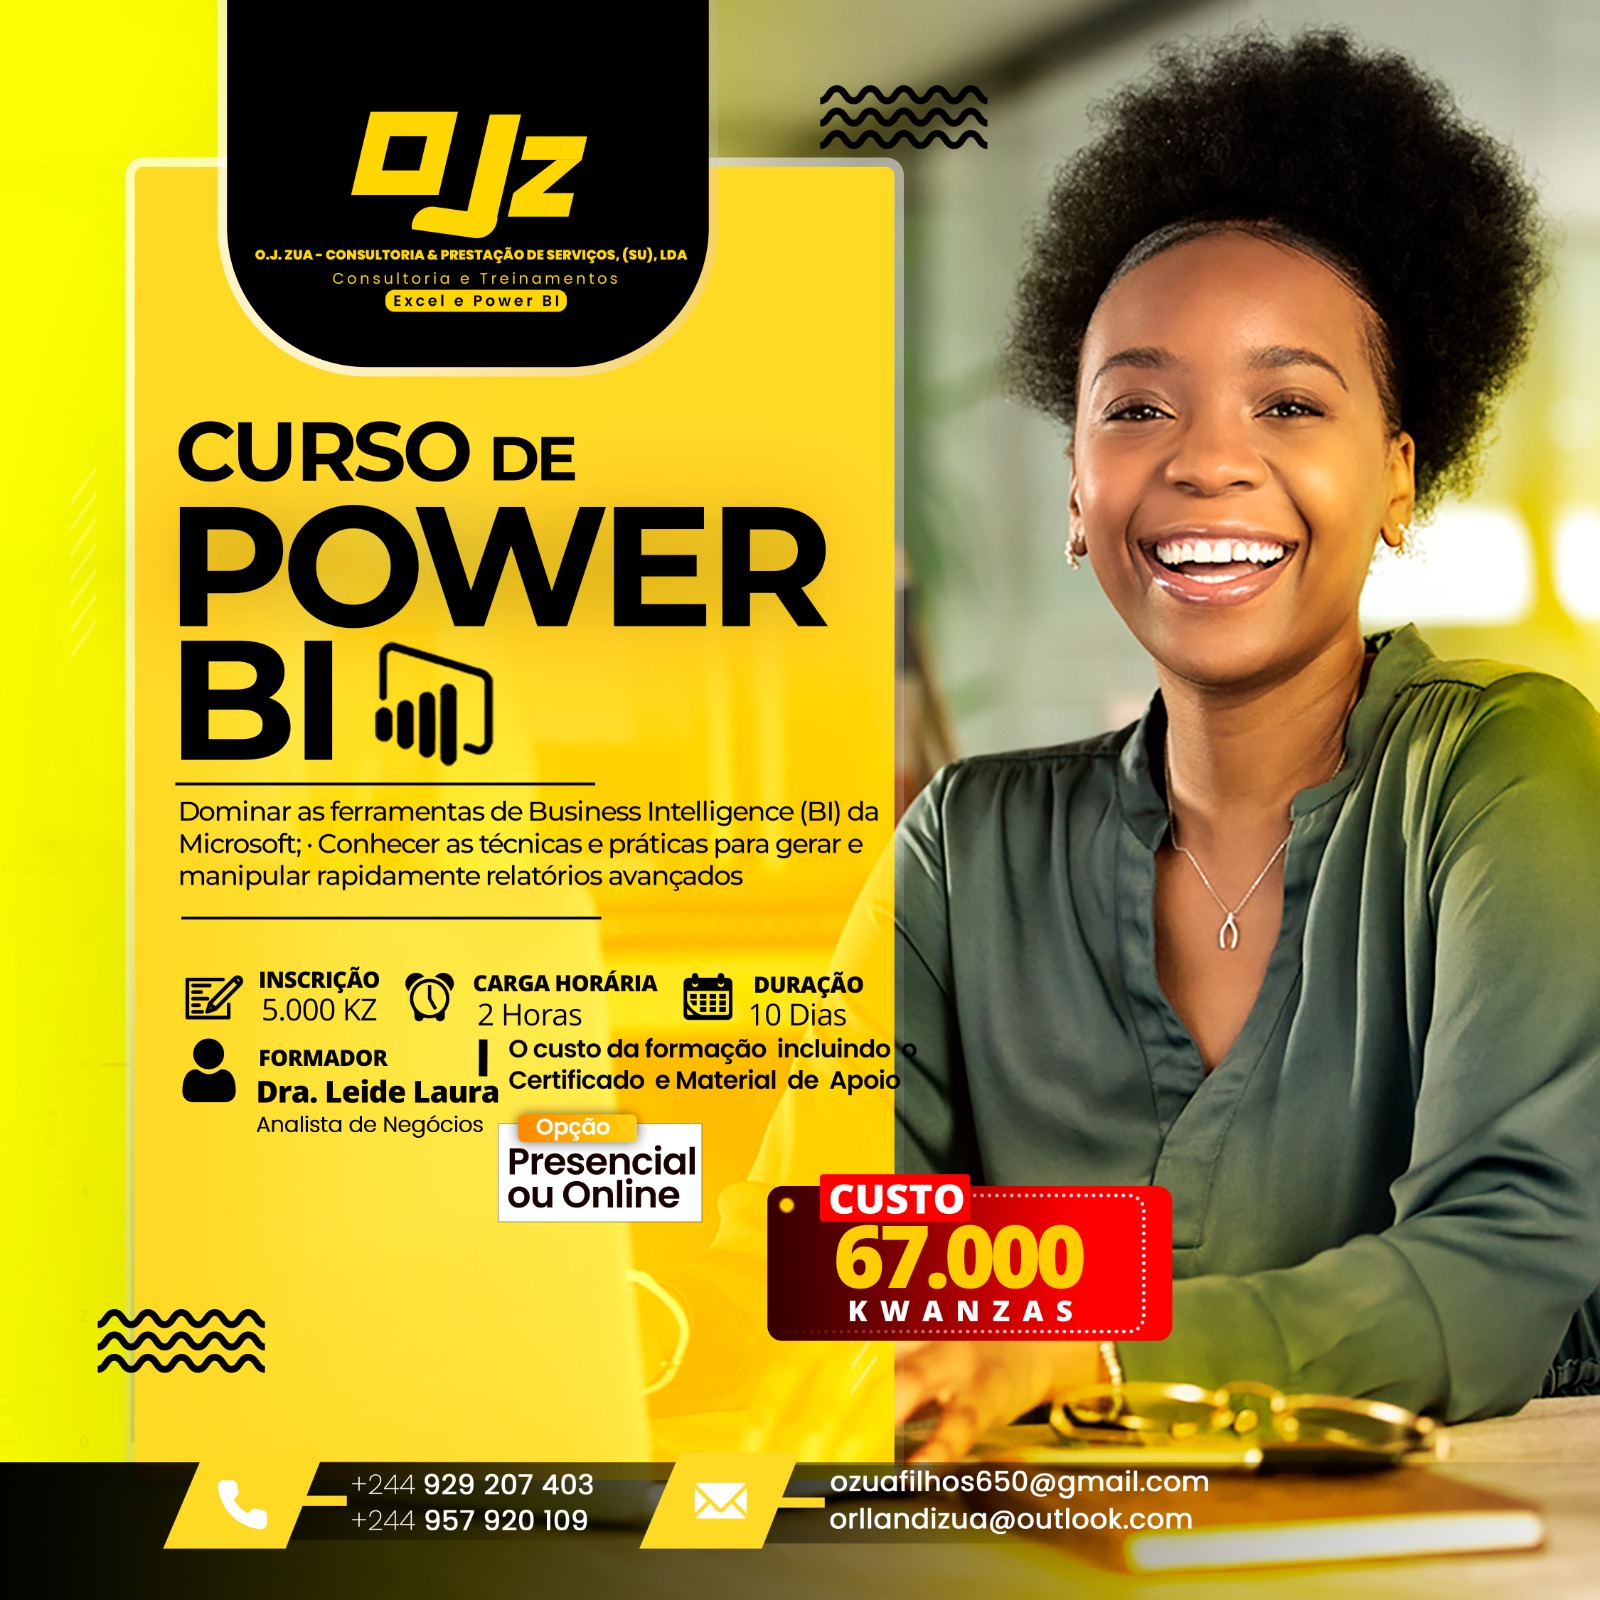 OJZ
O.J. ZUA - CONSULTORIA & PRESTAÇÃO DE SERVIÇOS, (SU), LDA
Consultoria e Treinamentos
Excel e Power BI
CURSO DE
POWER
BI
Dominar as ferramentas de Business Intelligence (BI) da
Microsoft; · Conhecer as técnicas e práticas para gerar e
manipular rapidamente relatórios avançados
INSCRIÇÃO
5.000 KZ
CARGA HORÁRIA
2 Horas
DURAÇÃO
10 Dias
FORMADOR
Dra. Leide Laura
Analista de Negócios
O custo da formação incluindo o
Certificado e Material de Apoio
Opção
Presencial
ou Online
CUSTO
67.000
KWANZAS
+244 929 207 403
+244 957 920 109
ozuafilhos650@gmail.com
orllandizua@outlook.com